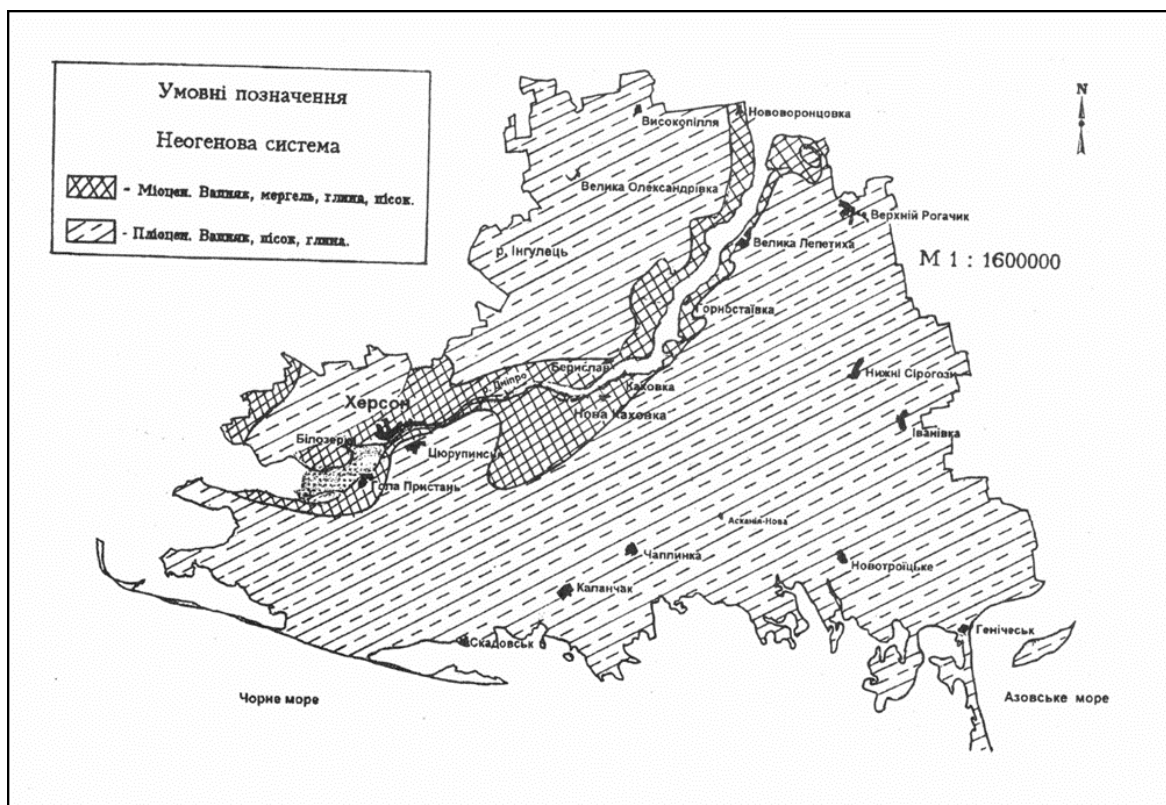 Умовні позначення
Неогенова система
- Міоцен. Вапняк, мергель, глина, пісок.
- Пліоцен. Вапняк, пісок, глина.
N
Нововоронцовка
Високопілля
Велика Олександрівка
Верхній Рогачик
Велика Лепетиха
р. Інгулець
М 1 : 1600000
Горностаївка
Берислав
Нижні Сірогози
р. Дніпро
Каховка
Херсон
Нова Каховка
Іванівка
Білозерка
Цюрупинськ
Гола Пристань
Асканія-Нова
Чаплинка
Новотроїцьке
Каланчак
Генічеськ
Скадовськ
Чорне море
Азовське море